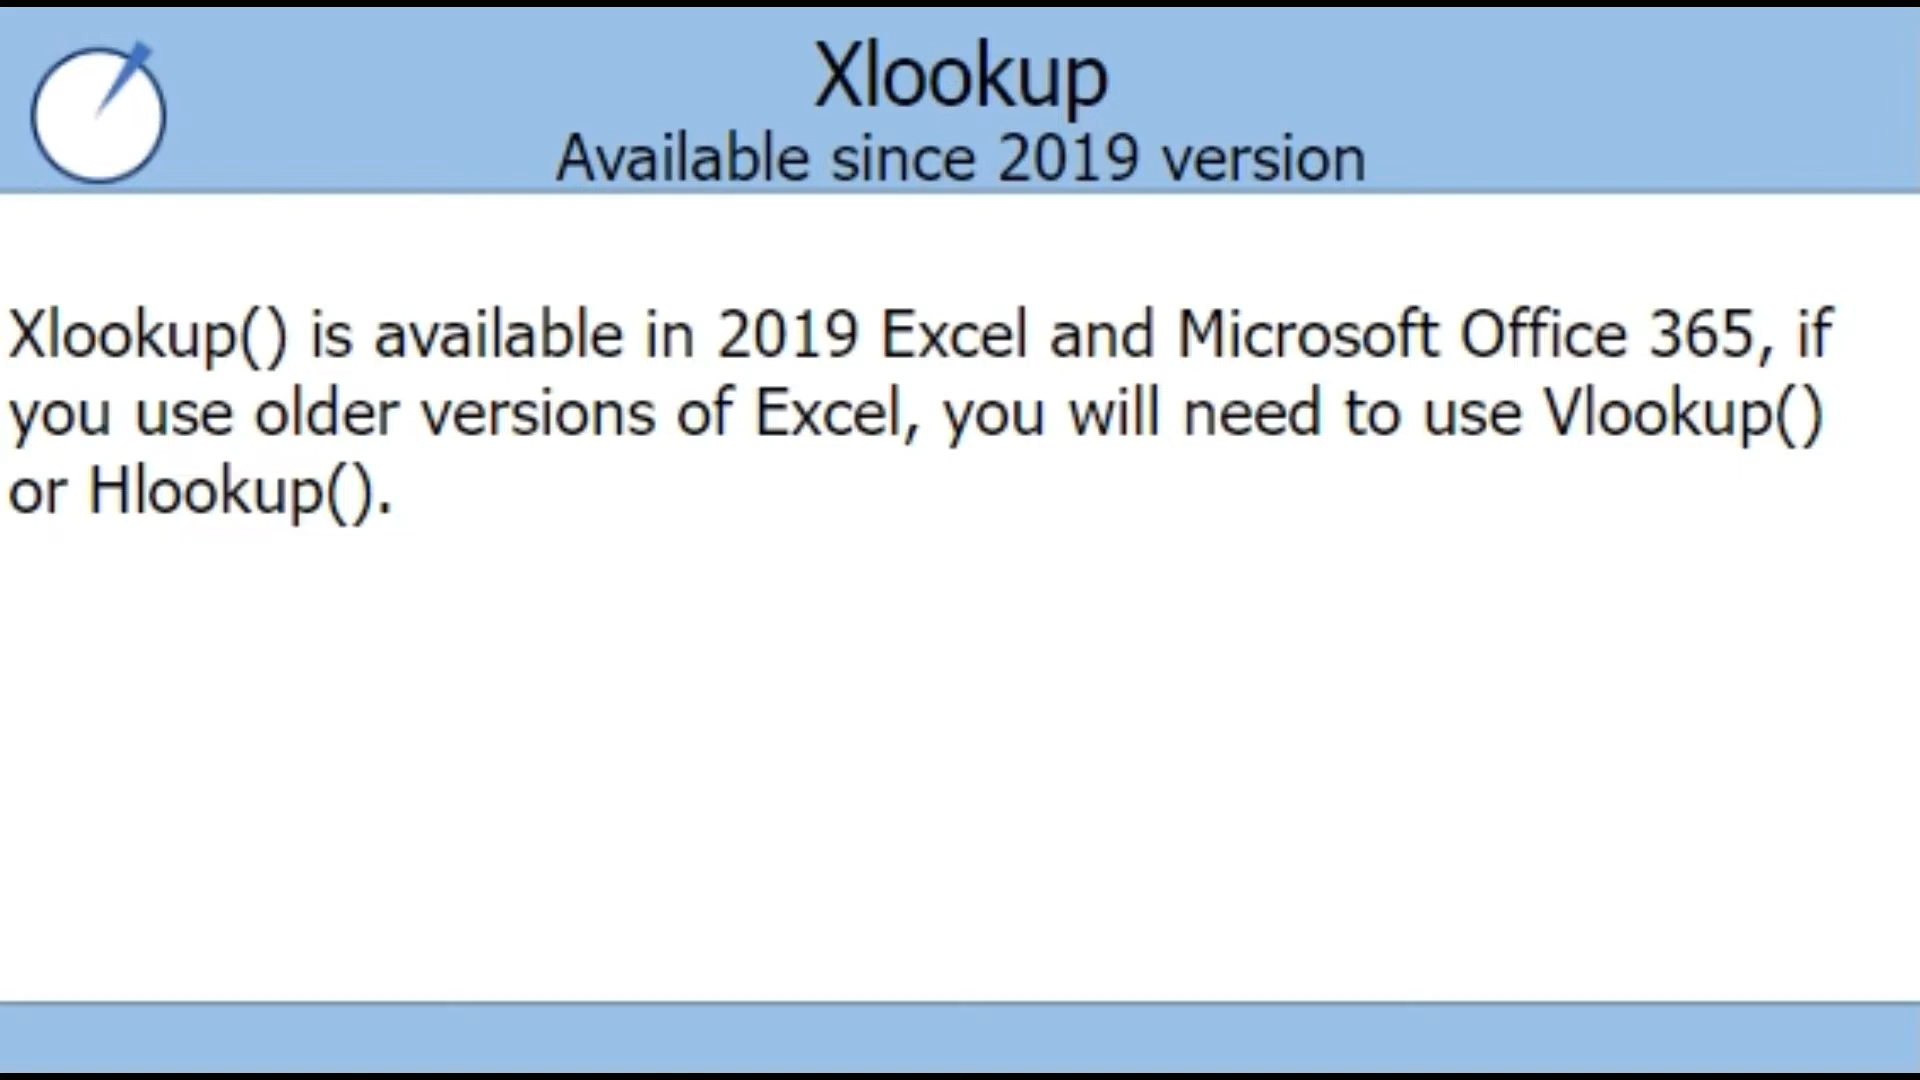 Xlookup
Available since 2019 version
Xlookup() is available in 2019 Excel and Microsoft Office 365, if
you use older versions of Excel, you will need to use Vlookup()
or Hlookup().